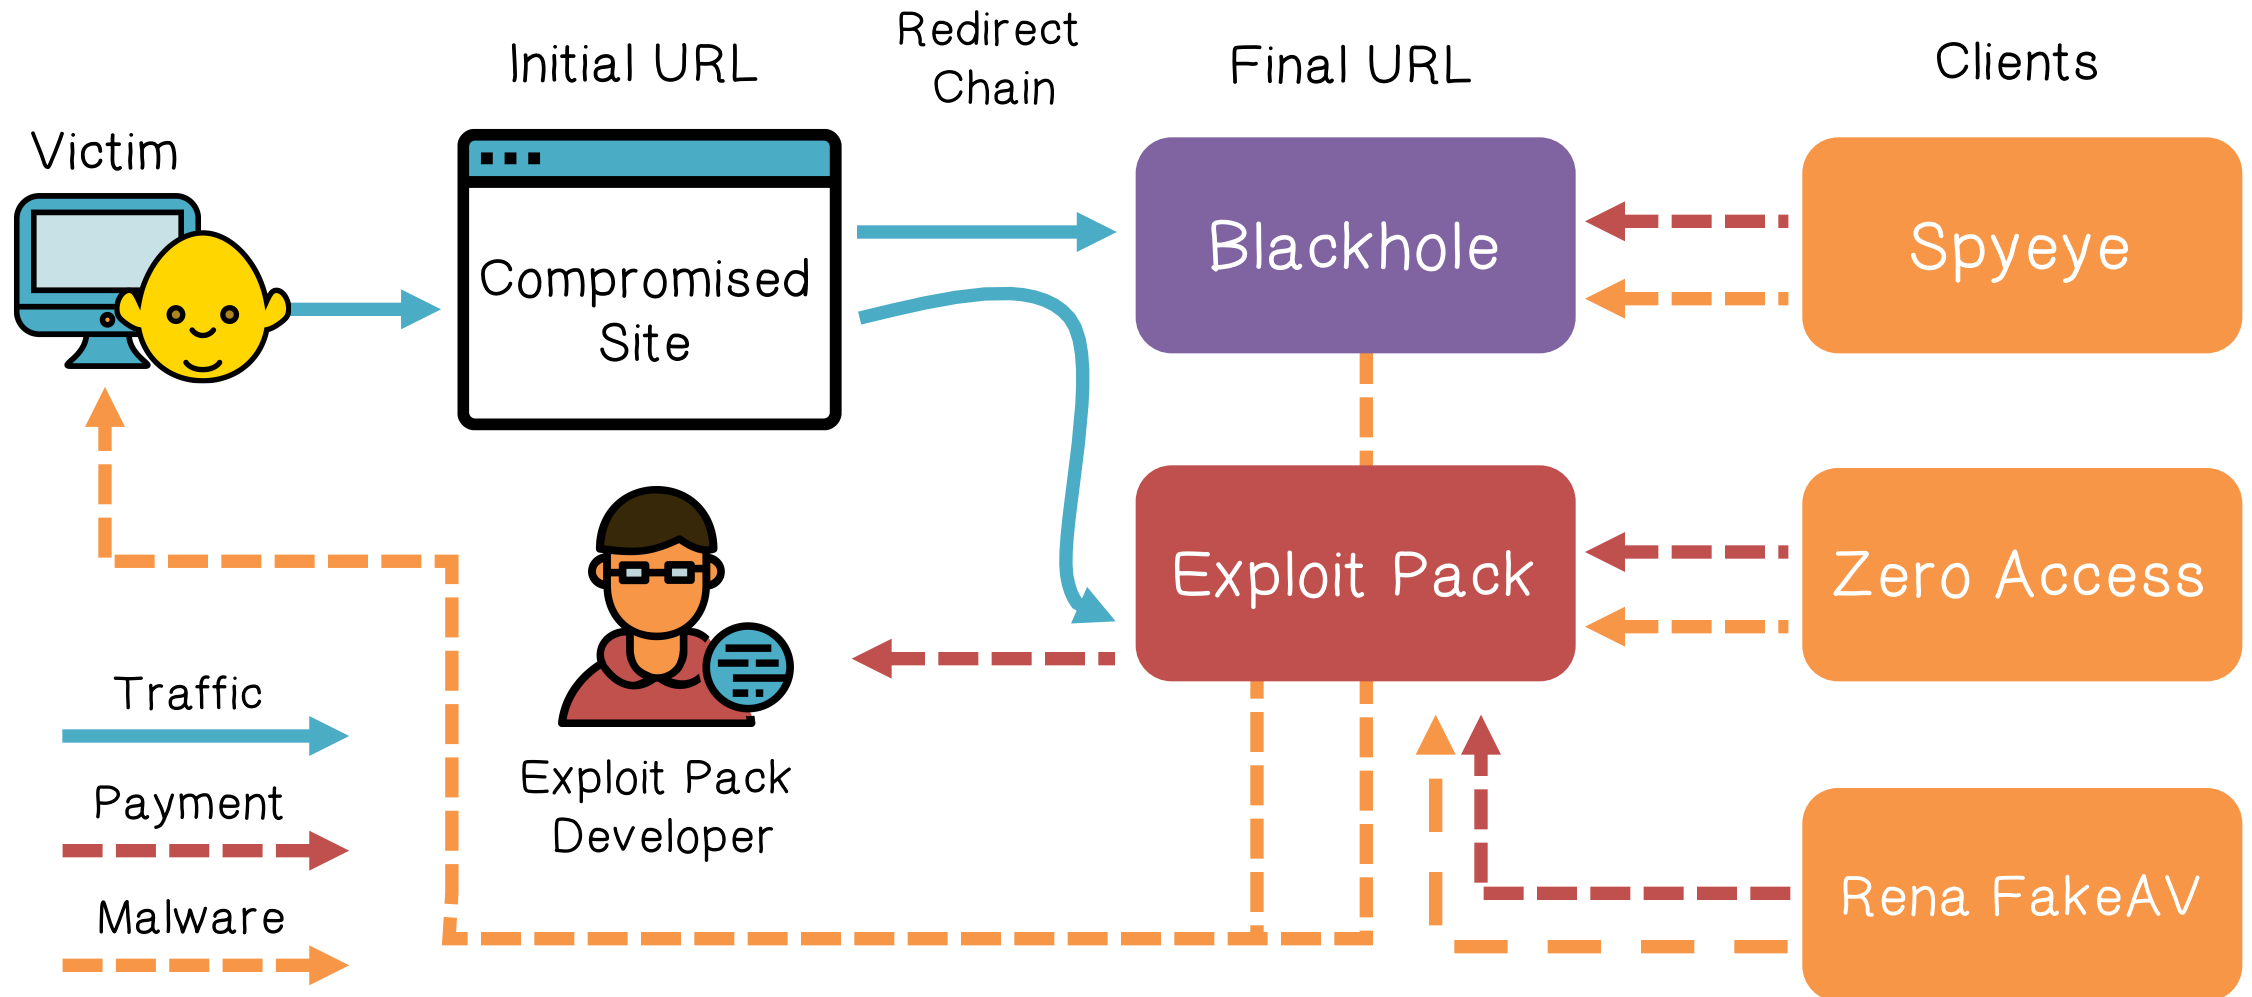 Victim
Initial URL
Redirect
Chain
Final URL
Clients
Compromised
Site
Blackhole
Spyeye
Exploit Pack
Zero Access
Exploit Pack
Developer
Rena FakeAV
Traffic
Payment
Malware